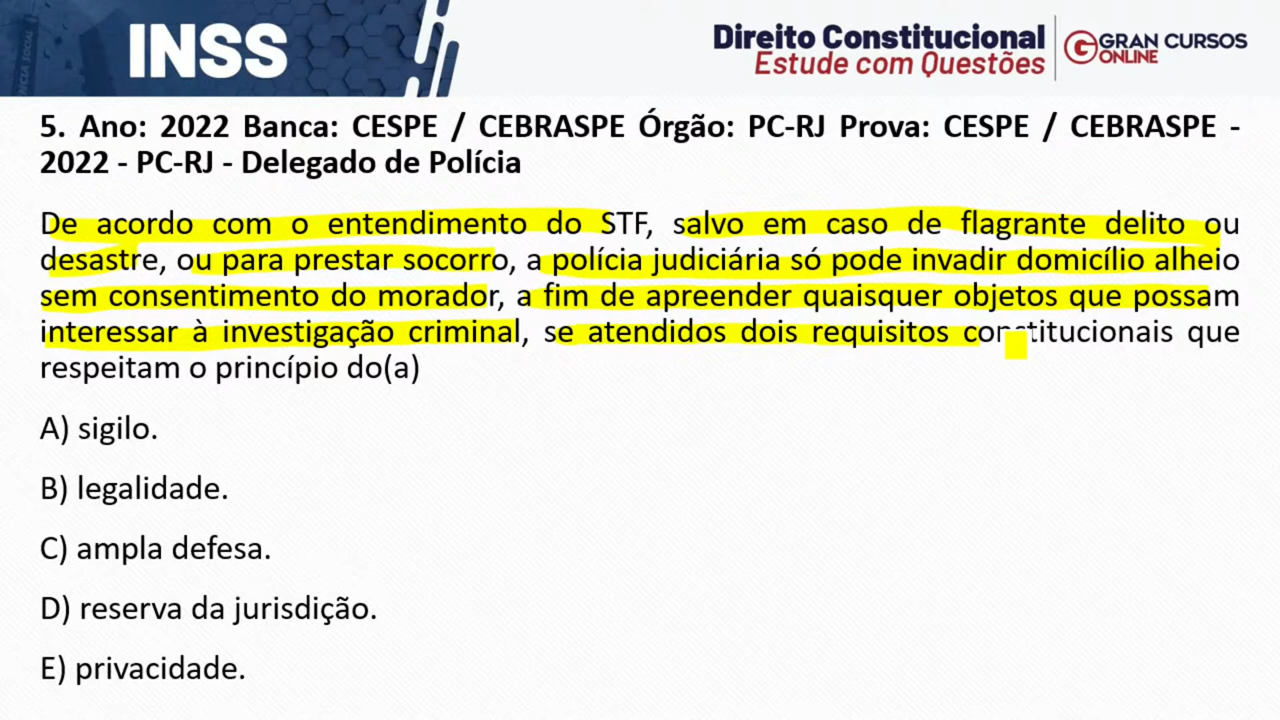 INSS
Direito Constitucional
Estude com Questões
GRAN CURSOS
ONLINE
5. Ano: 2022 Banca: CESPE / CEBRASPE Órgão: PC-RJ Prova: CESPE / CEBRASPE -
2022 - PC-RJ - Delegado de Polícia
De acordo com o entendimento do STF, salvo em caso de flagrante delito ou
desastre, ou para prestar socorro, a polícia judiciária só pode invadir domicílio alheio
sem consentimento do morador, a fim de apreender quaisquer objetos que possam
interessar à investigação criminal, se atendidos dois requisitos constitucionais que
respeitam o princípio do(a)
A) sigilo.
B) legalidade.
C) ampla defesa.
D) reserva da jurisdição.
E) privacidade.